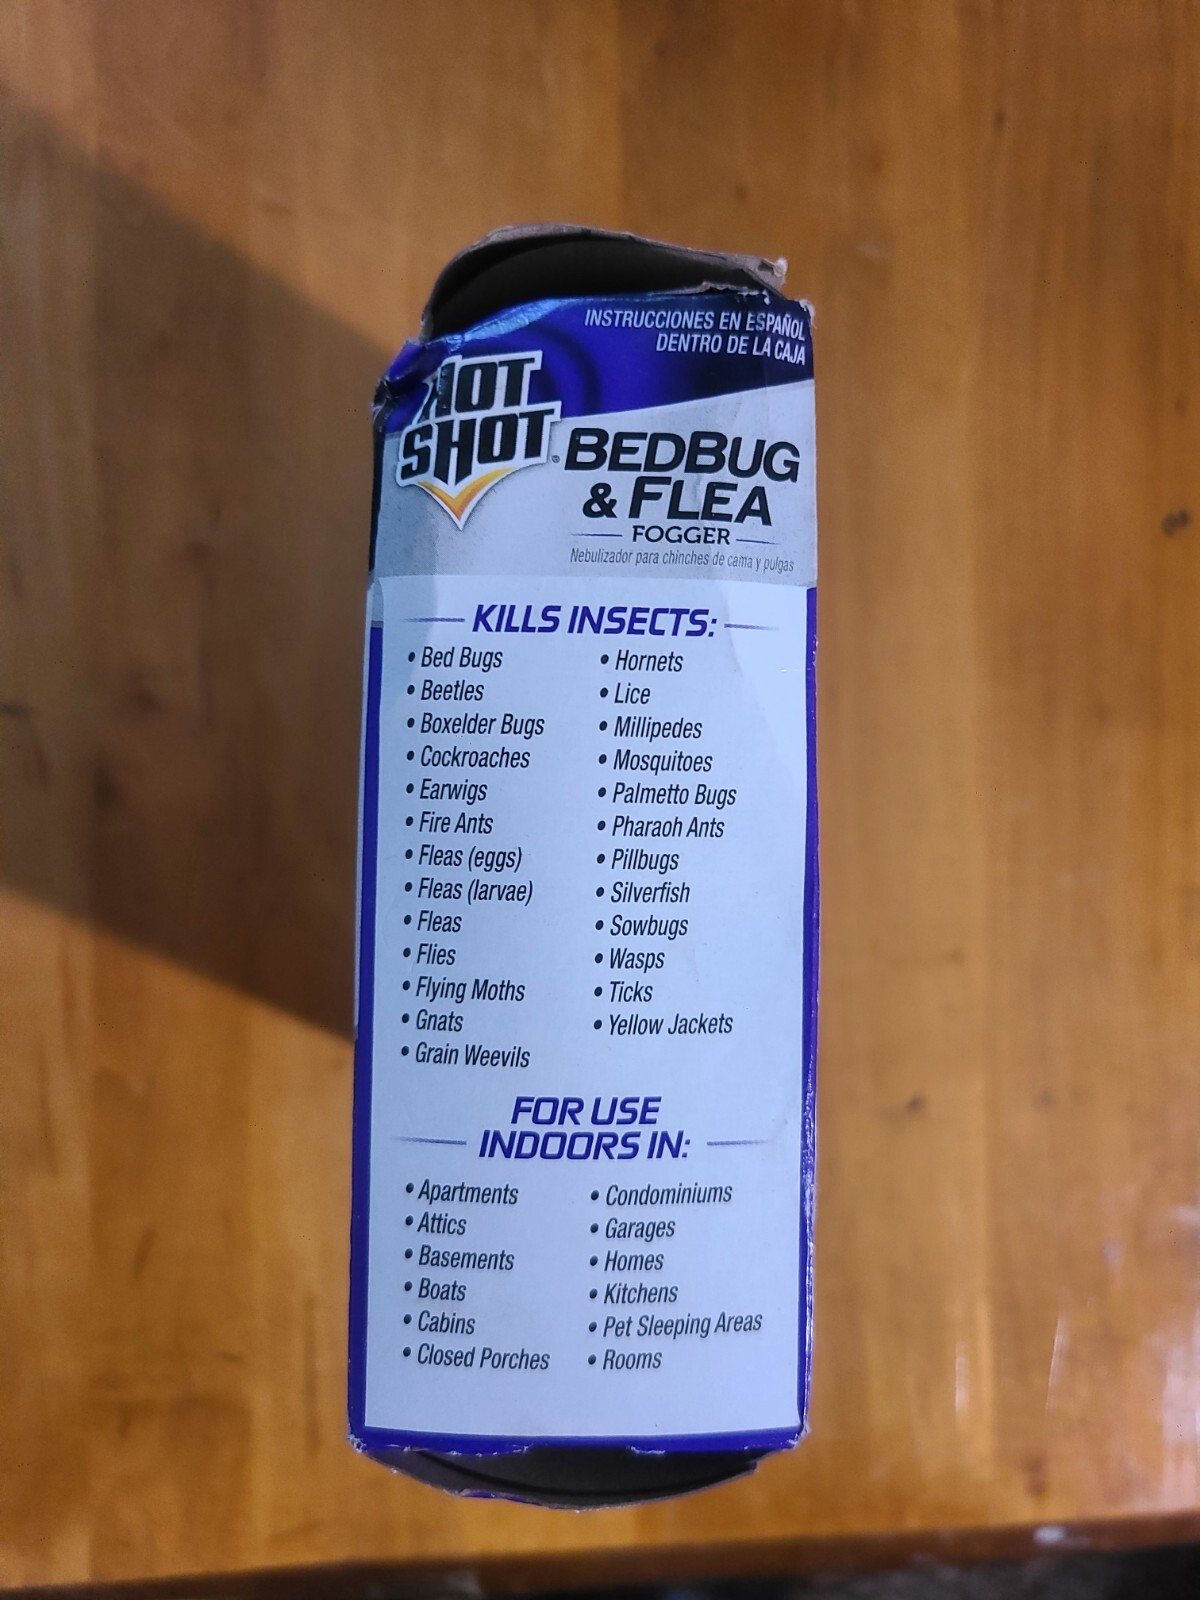 INSTRUCCIONES EN ESPAÑOL
DENTRO DE LA CAJA
HOT
SHOT®
BEDBUG
& FLEA
FOGGER
Nebulizador para chinches de cama y pulgas
KILLS INSECTS:
• Bed Bugs
• Beetles
• Boxelder Bugs
• Cockroaches
• Earwigs
• Fire Ants
• Fleas (eggs)
• Fleas (larvae)
• Fleas
• Flies
• Flying Moths
• Gnats
• Grain Weevils
• Hornets
• Lice
• Millipedes
• Mosquitoes
• Palmetto Bugs
• Pharaoh Ants
• Pillbugs
• Silverfish
• Sowbugs
• Wasps
• Ticks
• Yellow Jackets
FOR USE
INDOORS IN:
• Apartments
• Attics
• Basements
• Boats
• Cabins
• Closed Porches
• Condominiums
• Garages
• Homes
• Kitchens
• Pet Sleeping Areas
• Rooms